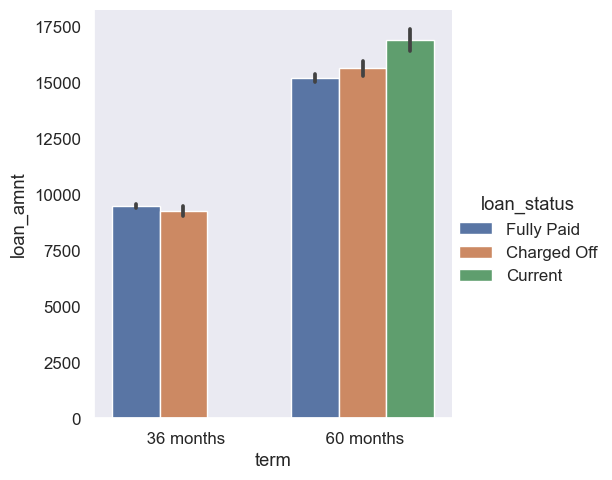 17500
15000
12500
10000
7500
5000
2500
0
loan_amnt
36 months
60 months
term
loan_status
Fully Paid
Charged Off
Current